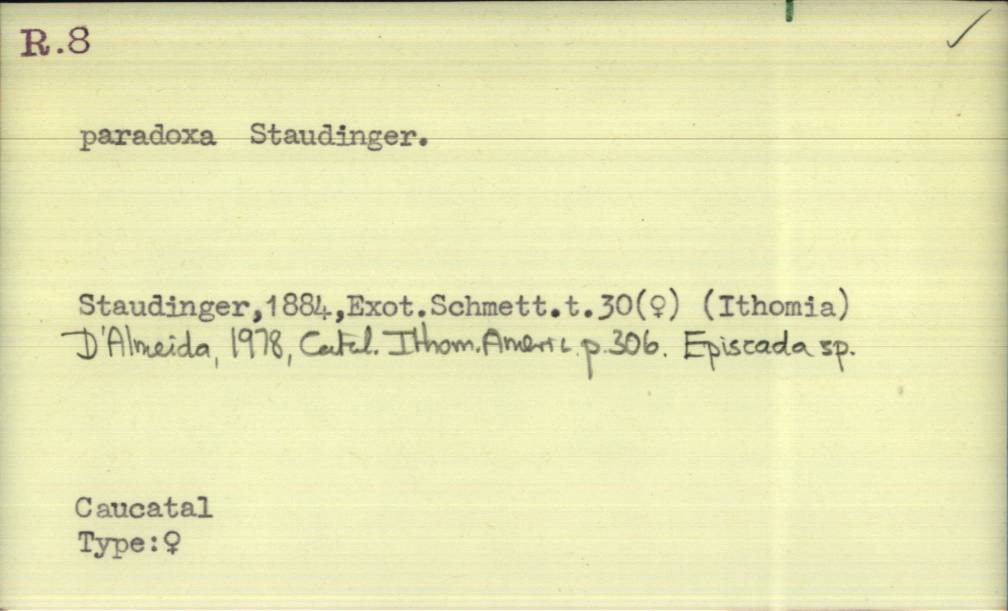 R.8
paradoxa Staudinger.
Staudinger,1884,Exot.Schmett.t.30(♀) (Ithomia)
D'Almeida, 1978, Catal. Ithom. Americ. p.306. Episcada sp.
Caucatal
Type:♀